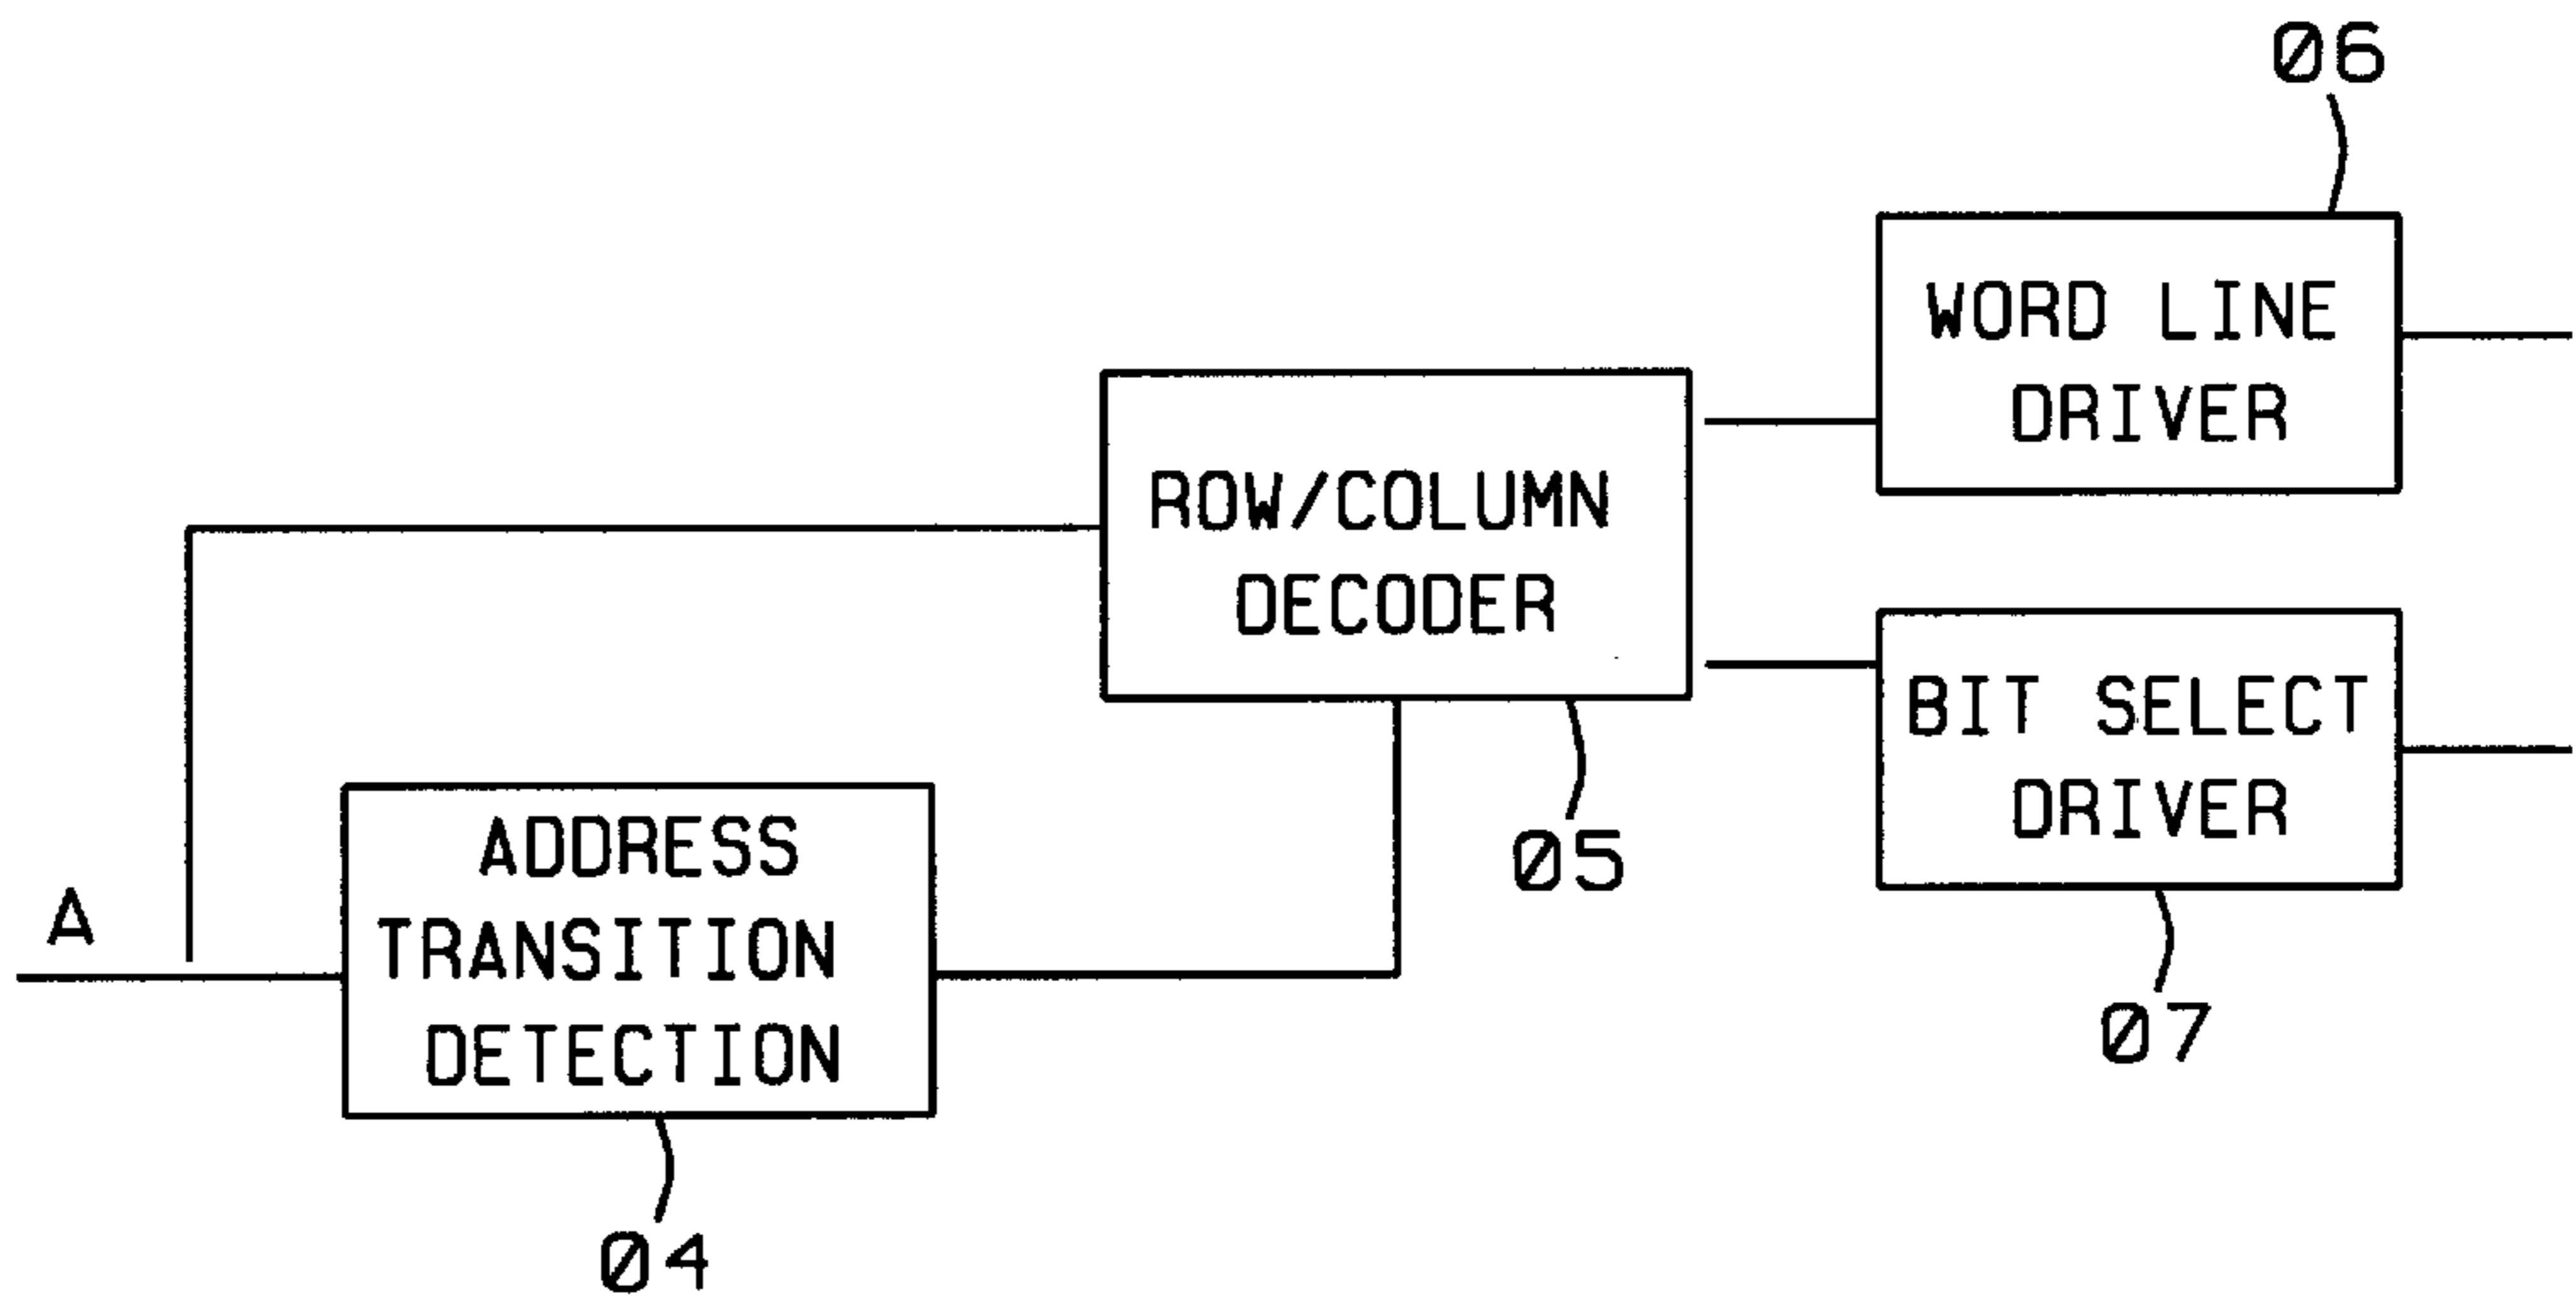 06
WORD LINE
DRIVER
ROW/COLUMN
DECODER
05
BIT SELECT
DRIVER
07
A
ADDRESS
TRANSITION
DETECTION
04